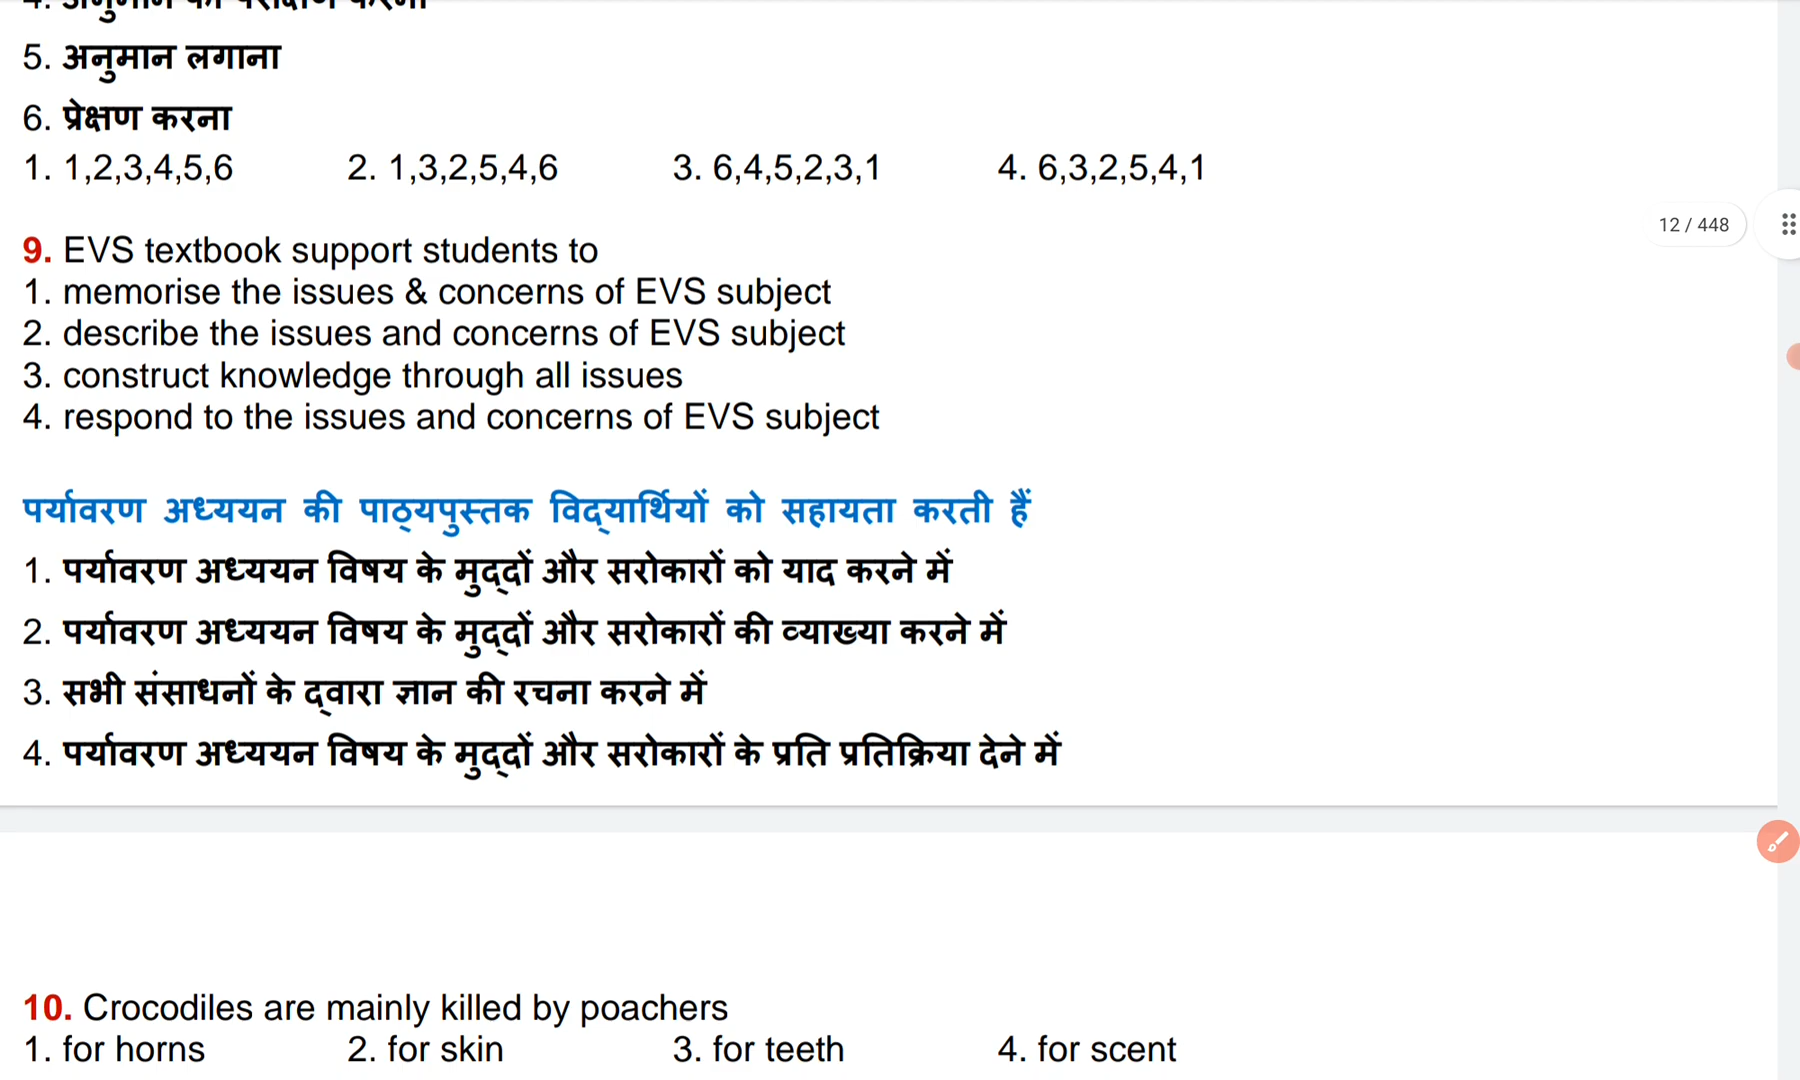 5. अनुमान लगाना
6. प्रेक्षण करना
1. 1,2,3,4,5,6 2. 1,3,2,5,4,6 3. 6,4,5,2,3,1 4. 6,3,2,5,4,1
12 / 448
9. EVS textbook support students to
1. memorise the issues & concerns of EVS subject
2. describe the issues and concerns of EVS subject
3. construct knowledge through all issues
4. respond to the issues and concerns of EVS subject
पर्यावरण अध्ययन की पाठ्यपुस्तक विद्यार्थियों को सहायता करती हैं
1. पर्यावरण अध्ययन विषय के मुद्दों और सरोकारों को याद करने में
2. पर्यावरण अध्ययन विषय के मुद्दों और सरोकारों की व्याख्या करने में
3. सभी संसाधनों के द्वारा ज्ञान की रचना करने में
4. पर्यावरण अध्ययन विषय के मुद्दों और सरोकारों के प्रति प्रतिक्रिया देने में
10. Crocodiles are mainly killed by poachers
1. for horns 2. for skin 3. for teeth 4. for scent